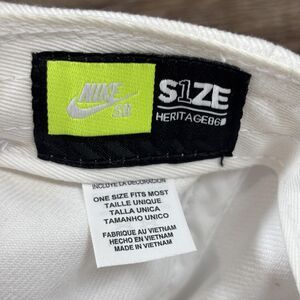 NIKE SB
S1ZE
HERITAGE86
INCLUYE LA DECORACIÓN
ONE SIZE FITS MOST
TAILLE UNIQUE
TALLA UNICA
TAMANHO UNICO
FABRIQUE AU VIETNAM
HECHO EN VIETNAM
MADE IN VIETNAM